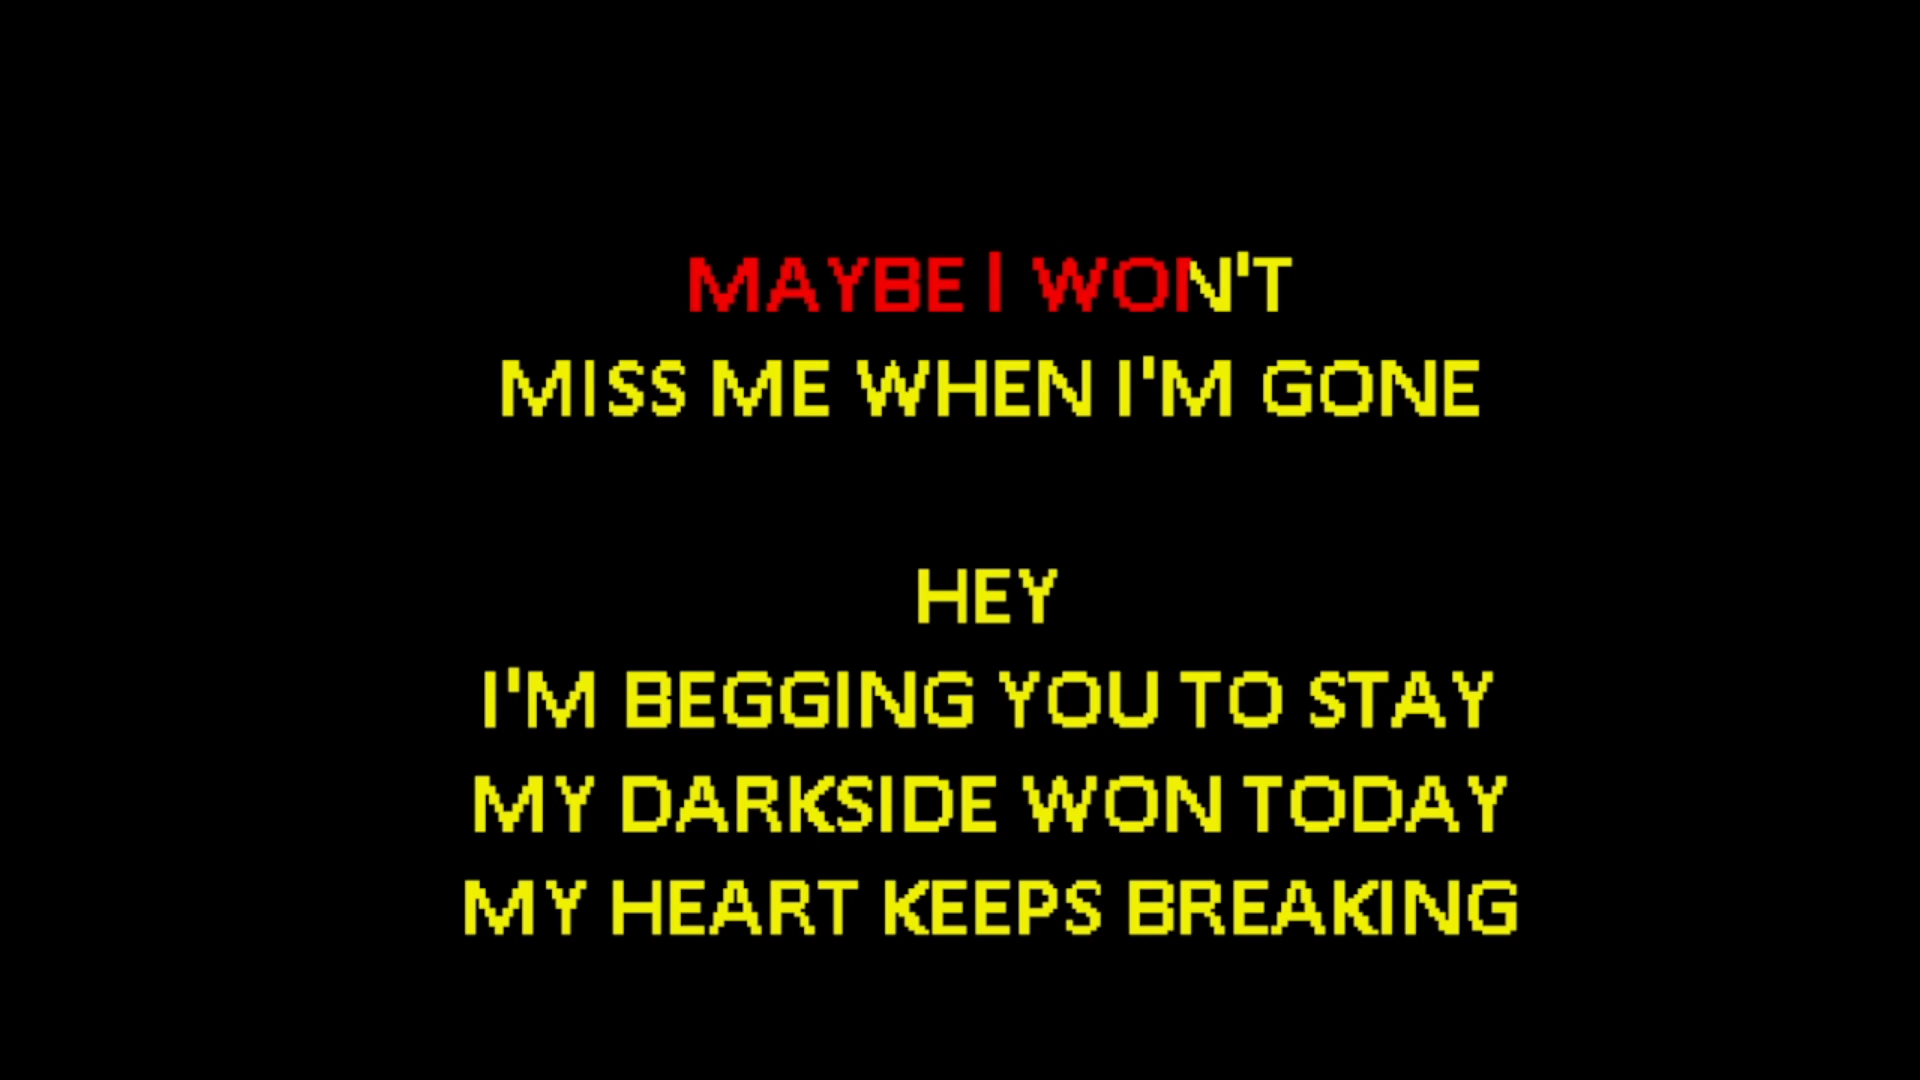 MAYBE I WON'T
MISS ME WHEN I'M GONE
HEY
I'M BEGGING YOU TO STAY
MY DARKSIDE WON TODAY
MY HEART KEEPS BREAKING